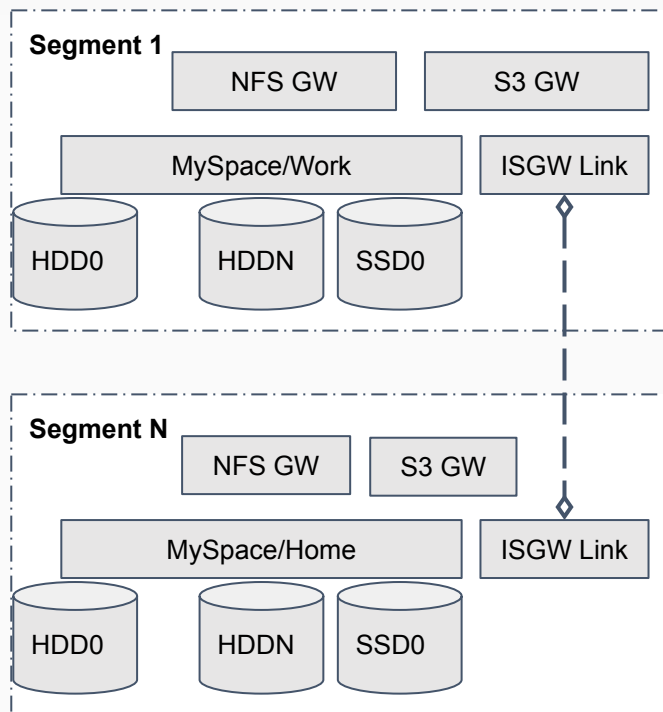 Segment 1
NFS GW
S3 GW
MySpace/Work
ISGW Link
HDD0
HDDN
SSD0
Segment N
NFS GW
S3 GW
MySpace/Home
ISGW Link
HDD0
HDDN
SSD0